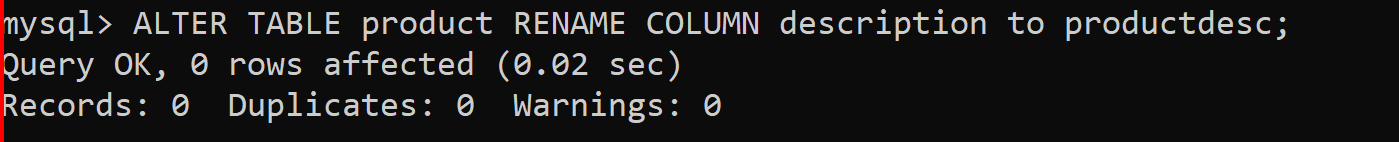 mysql> ALTER TABLE product RENAME COLUMN description to productdesc;
Query OK, 0 rows affected (0.02 sec)
Records: 0  Duplicates: 0  Warnings: 0